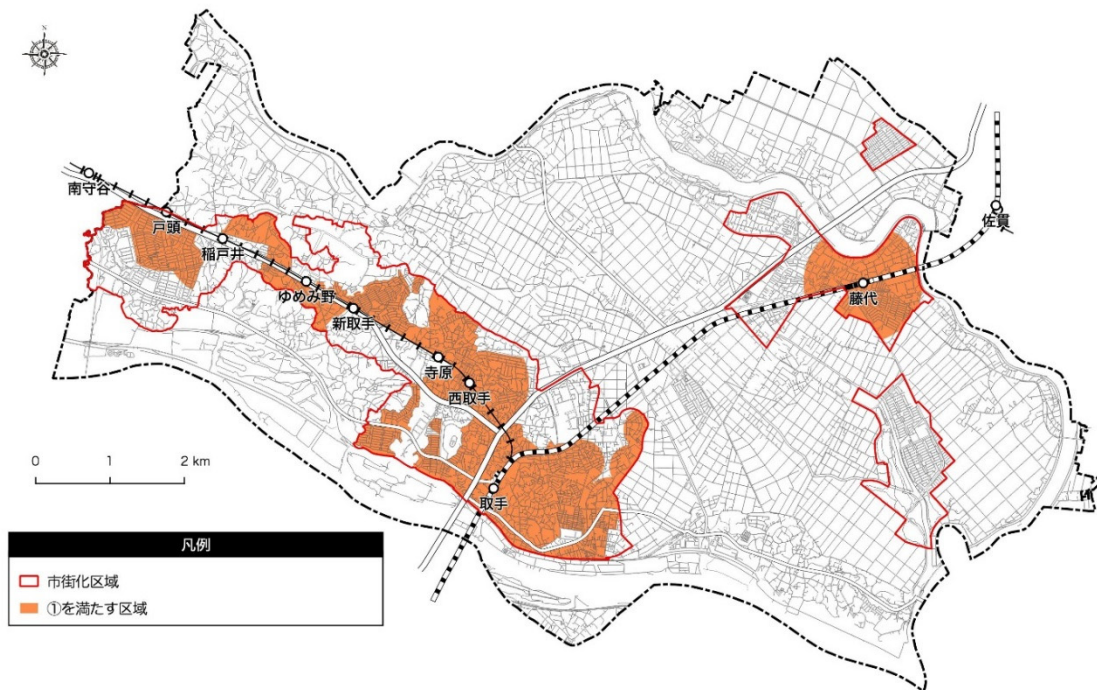 N
南守谷
戸頭
稲戸井
ゆめみ野
新取手
寺原
西取手
取手
藤代
佐貫
0 1 2 km
凡例
市街化区域
①を満たす区域